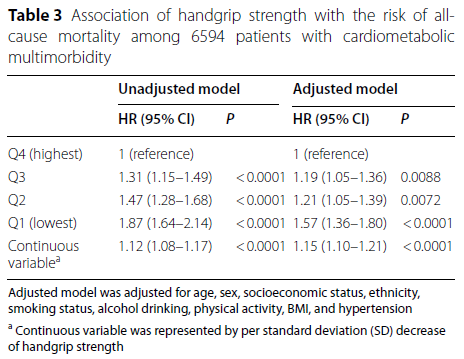 Table 3 Association of handgrip strength with the risk of all-
cause mortality among 6594 patients with cardiometabolic
multimorbidity
Unadjusted model Adjusted model
HR (95% CI) P HR (95% CI) P
Q4 (highest) 1 (reference) 1 (reference)
Q3 1.31 (1.15–1.49) <0.0001 1.19 (1.05–1.36) 0.0088
Q2 1.47 (1.28–1.68) <0.0001 1.21 (1.05–1.39) 0.0072
Q1 (lowest) 1.87 (1.64–2.14) <0.0001 1.57 (1.36–1.80) <0.0001
Continuous 1.12 (1.08–1.17) <0.0001 1.15 (1.10–1.21) <0.0001
variableᵃ
Adjusted model was adjusted for age, sex, socioeconomic status, ethnicity,
smoking status, alcohol drinking, physical activity, BMI, and hypertension
ᵃ Continuous variable was represented by per standard deviation (SD) decrease
of handgrip strength